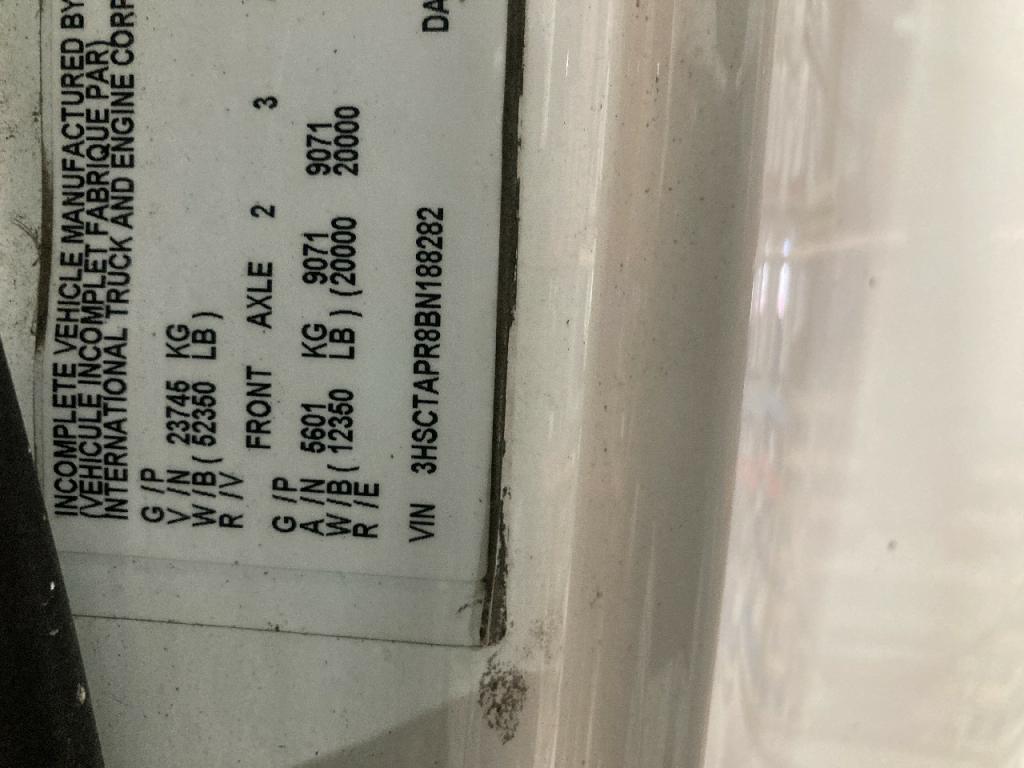 INCOMPLETE VEHICLE MANUFACTURED BY
(VEHICULE INCOMPLET FABRIQUE PAR)
INTERNATIONAL TRUCK AND ENGINE CORP
G /P
V /N 23745 KG
W /B ( 52350 LB )
R /V
FRONT AXLE 2 3
G /P
A /N 5601 KG 9071 9071
W /B ( 12350 LB ) ( 20000 20000
R /E
VIN 3HSCTAPR8BN188282 DA